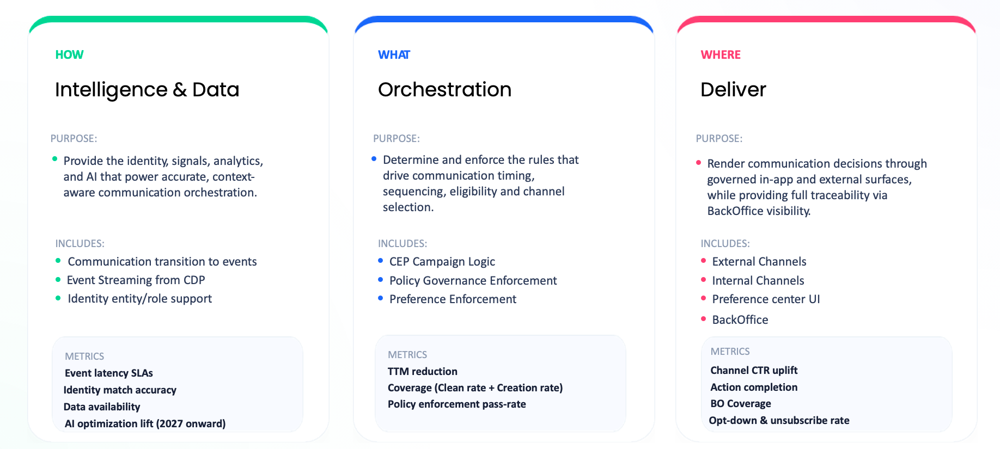 HOW
Intelligence & Data
PURPOSE:
Provide the identity, signals, analytics,
and AI that power accurate, context-
aware communication orchestration.
INCLUDES:
Communication transition to events
Event Streaming from CDP
Identity entity/role support
METRICS
Event latency SLAs
Identity match accuracy
Data availability
AI optimization lift (2027 onward)
WHAT
Orchestration
PURPOSE:
Determine and enforce the rules that
drive communication timing,
sequencing, eligibility and channel
selection.
INCLUDES:
CEP Campaign Logic
Policy Governance Enforcement
Preference Enforcement
METRICS
TTM reduction
Coverage (Clean rate + Creation rate)
Policy enforcement pass-rate
WHERE
Deliver
PURPOSE:
Render communication decisions through
governed in-app and external surfaces,
while providing full traceability via
BackOffice visibility.
INCLUDES:
External Channels
Internal Channels
Preference center UI
BackOffice
METRICS
Channel CTR uplift
Action completion
BO Coverage
Opt-down & unsubscribe rate